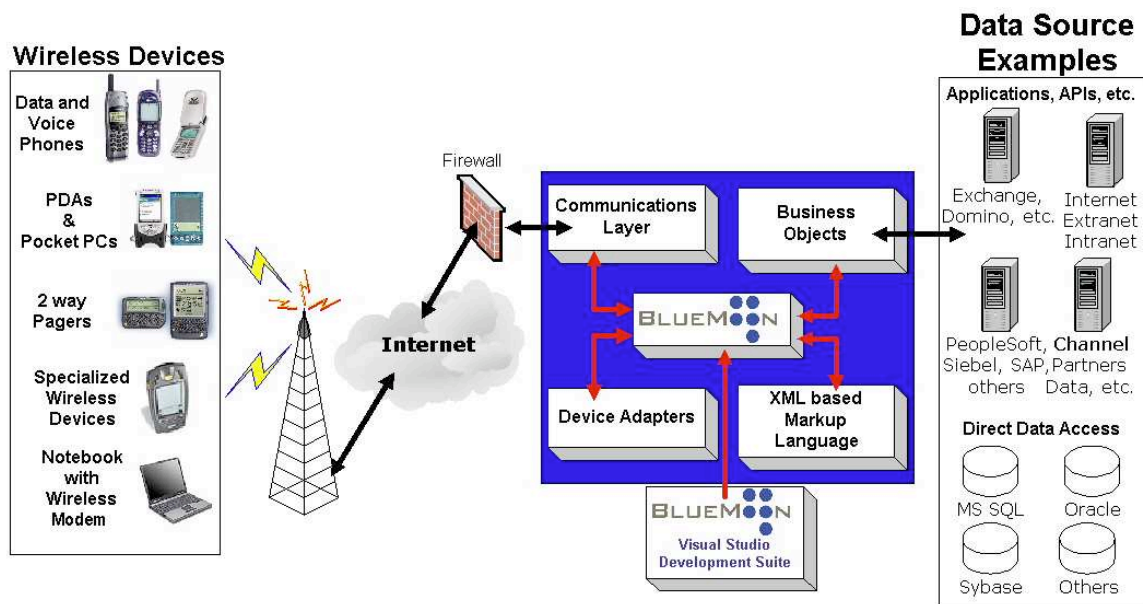 Wireless Devices
Data and
Voice
Phones
PDAs
&
Pocket PCs
2 way
Pagers
Specialized
Wireless
Devices
Notebook
with
Wireless
Modem
Internet
Firewall
Communications
Layer
Business
Objects
BLUEMOON
Device Adapters
XML based
Markup
Language
BLUEMOON
Visual Studio
Development Suite
Data Source
Examples
Applications, APIs, etc.
Exchange,
Domino, etc.
Internet
Extranet
Intranet
PeopleSoft,
Siebel, SAP,
others
Channel
Partners
Data, etc.
Direct Data Access
MS SQL
Oracle
Sybase
Others